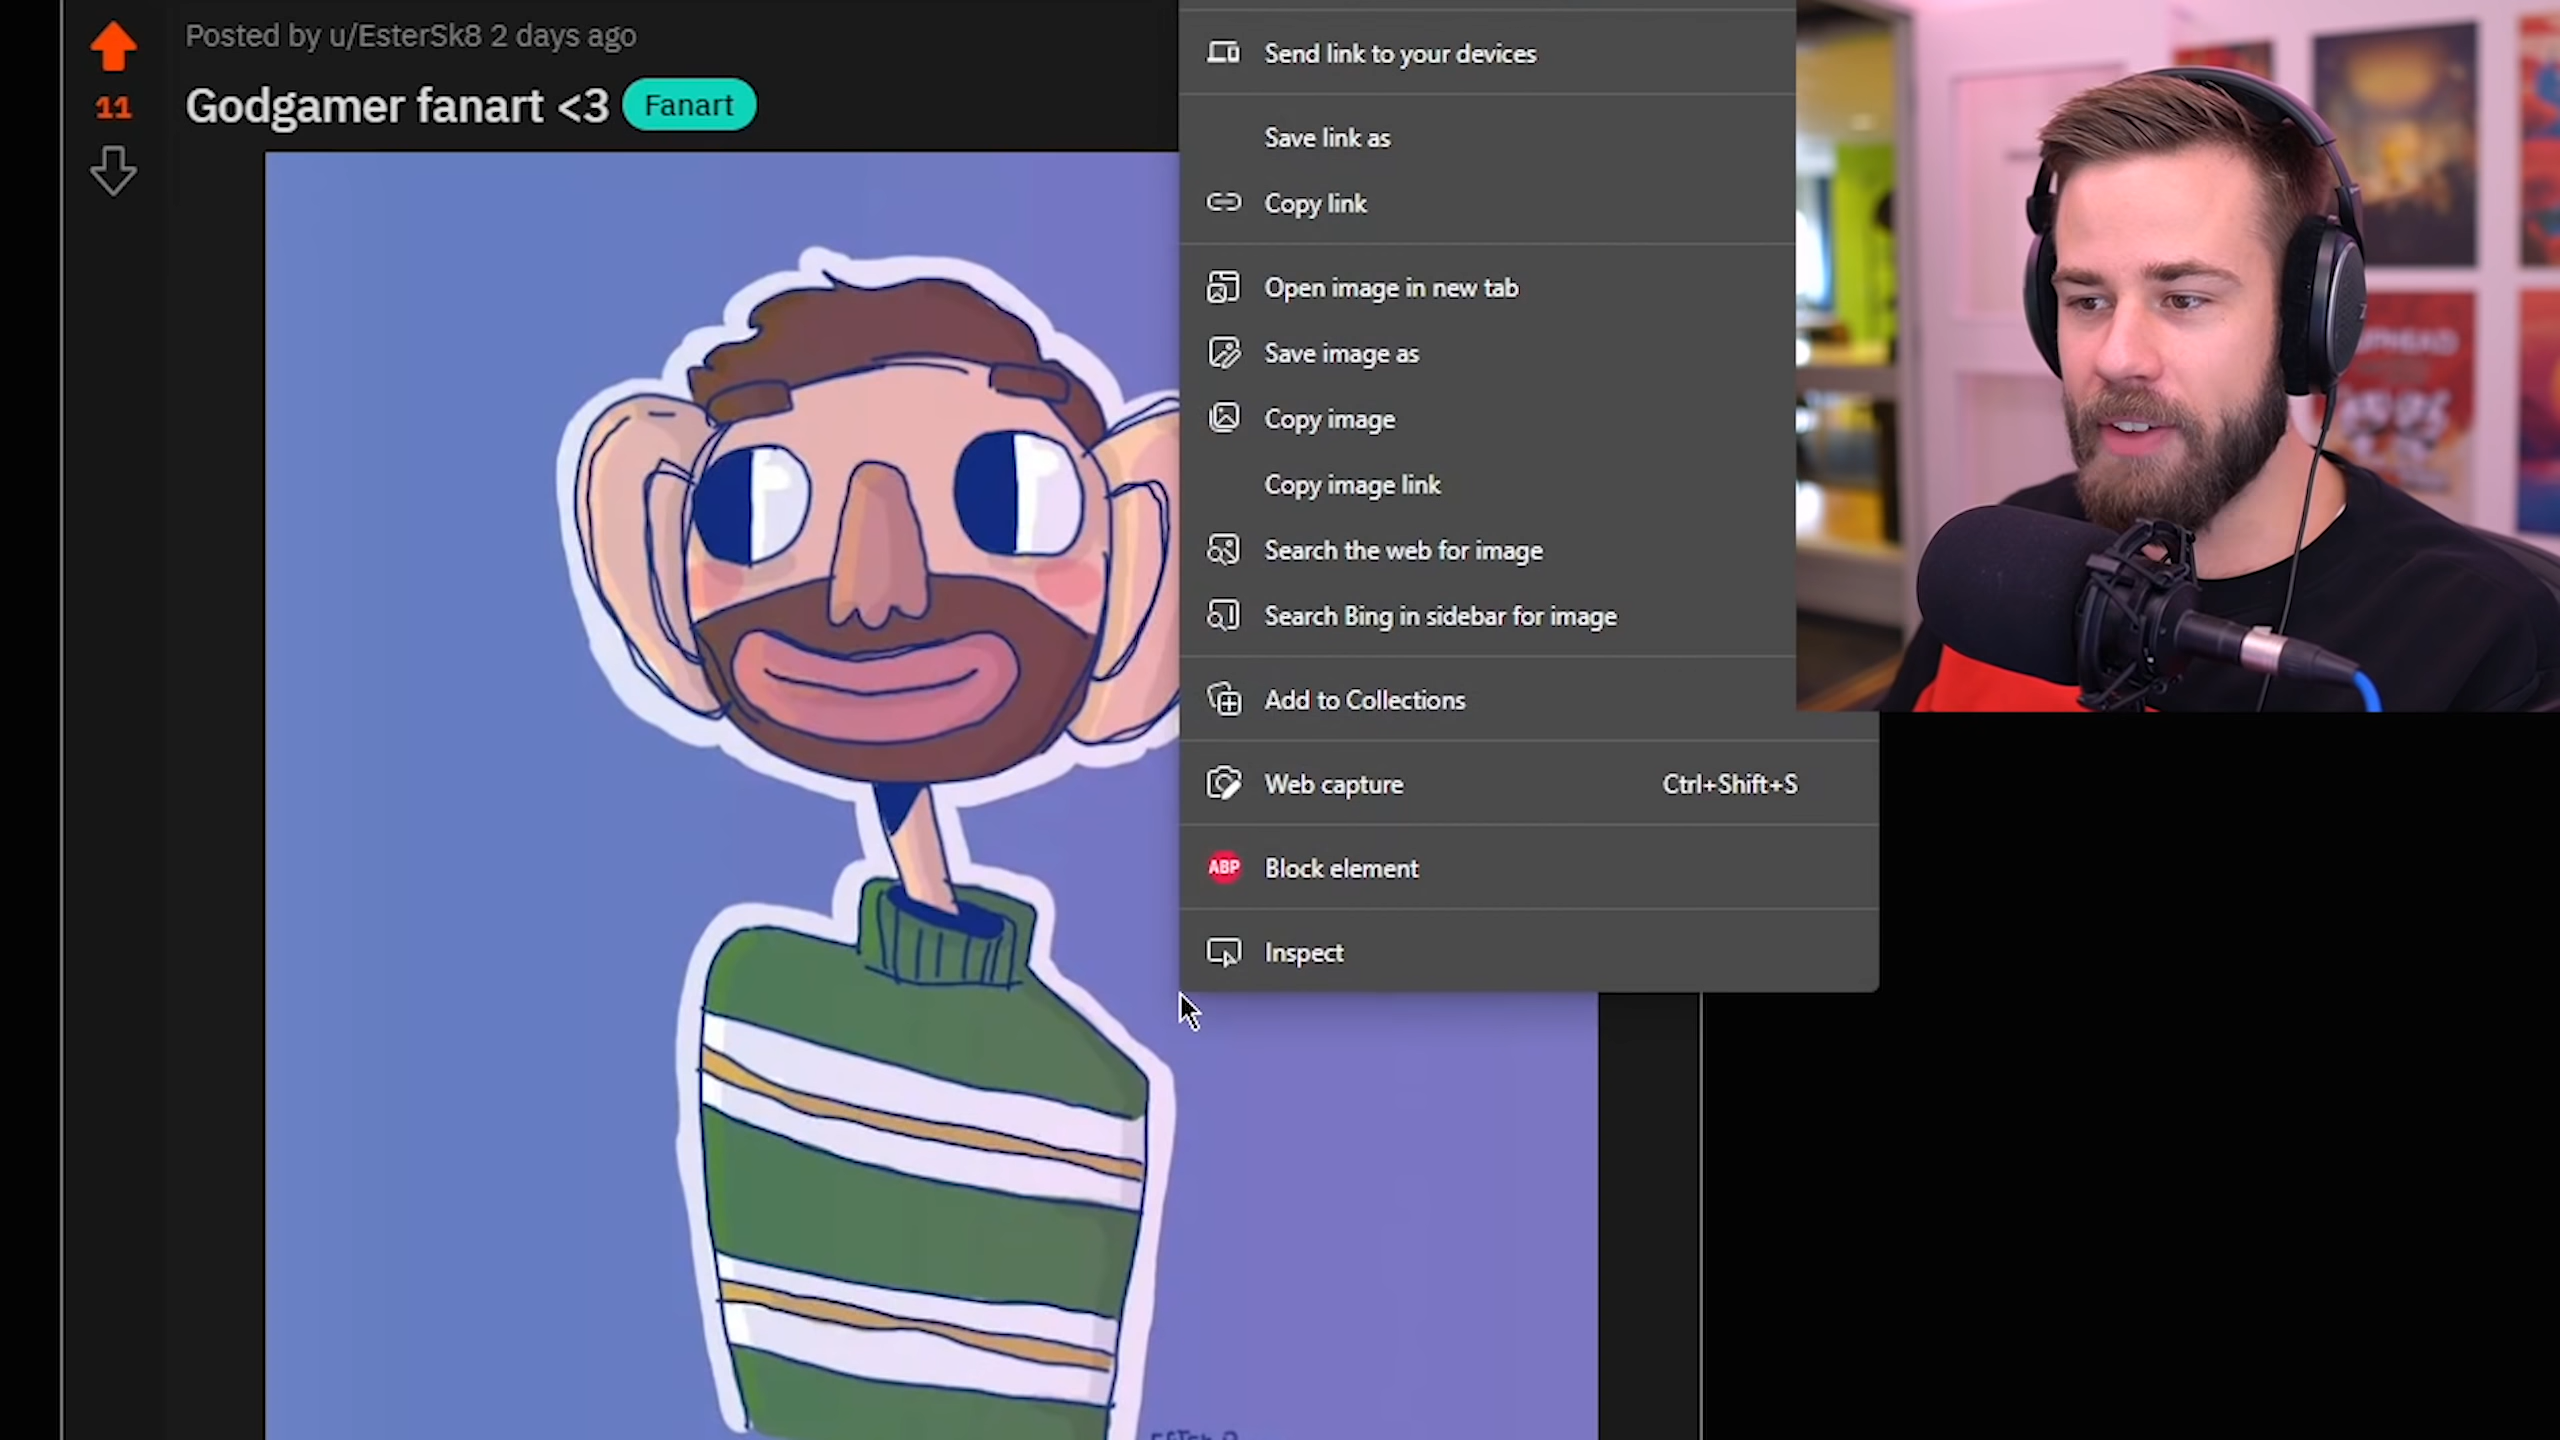 Posted by u/EsterSk8 2 days ago
11
Godgamer fanart <3 Fanart
Send link to your devices
Save link as
Copy link
Open image in new tab
Save image as
Copy image
Copy image link
Search the web for image
Search Bing in sidebar for image
Add to Collections
Web capture Ctrl+Shift+S
ABP Block element
Inspect